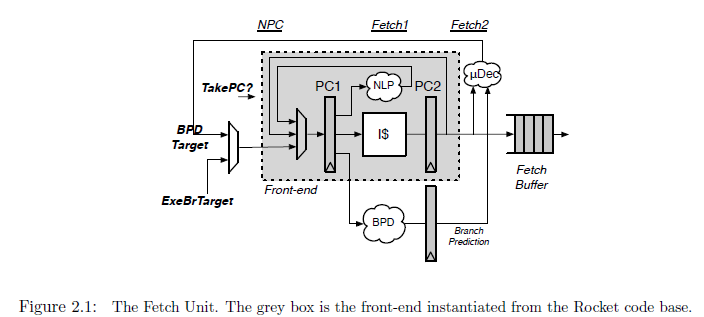 NPC
Fetch1
Fetch2
TakePC?
PC1
NLP
PC2
μDec
BPD
Target
I$
Front-end
ExeBrTarget
Fetch
Buffer
BPD
Branch
Prediction
Figure 2.1: The Fetch Unit. The grey box is the front-end instantiated from the Rocket code base.